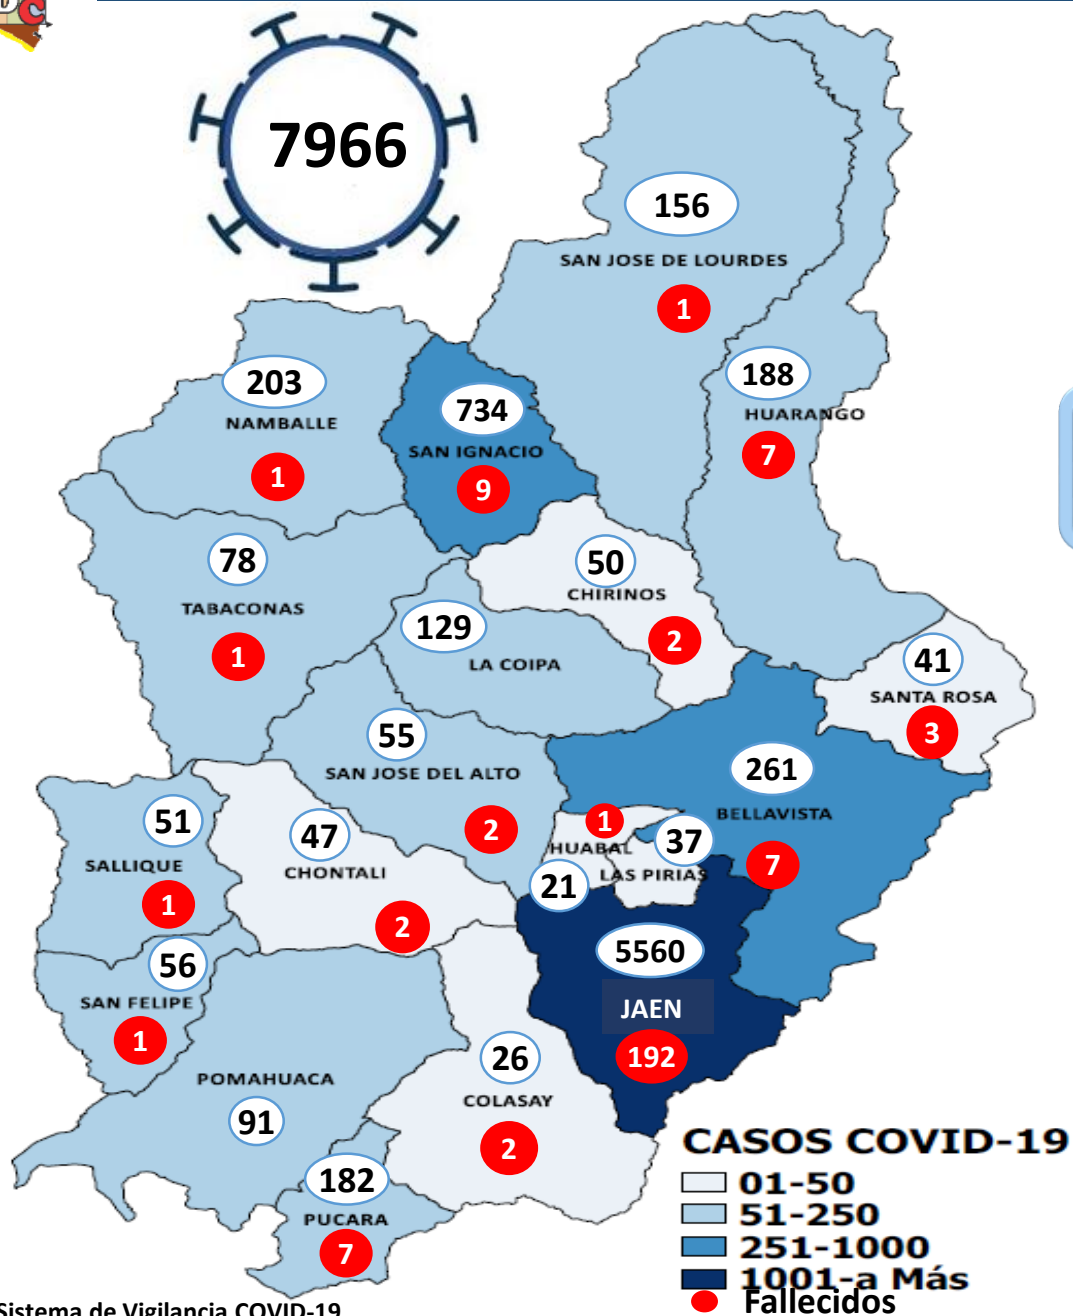 C
7966
156
SAN JOSE DE LOURDES
1
203
NAMBALLE
1
734
SAN IGNACIO
9
188
HUARANGO
7
78
TABACONAS
1
50
CHIRINOS
2
129
LA COIPA
41
SANTA ROSA
3
55
SAN JOSE DEL ALTO
2
261
BELLAVISTA
7
51
SALLIQUE
1
47
CHONTALI
2
1
HUABAL
21
37
LAS PIRIAS
56
SAN FELIPE
1
5560
JAEN
192
POMAHUACA
91
26
COLASAY
2
182
PUCARA
7
CASOS COVID-19
01-50
51-250
251-1000
1001-a Más
Fallecidos
Sistema de Vigilancia COVID-19